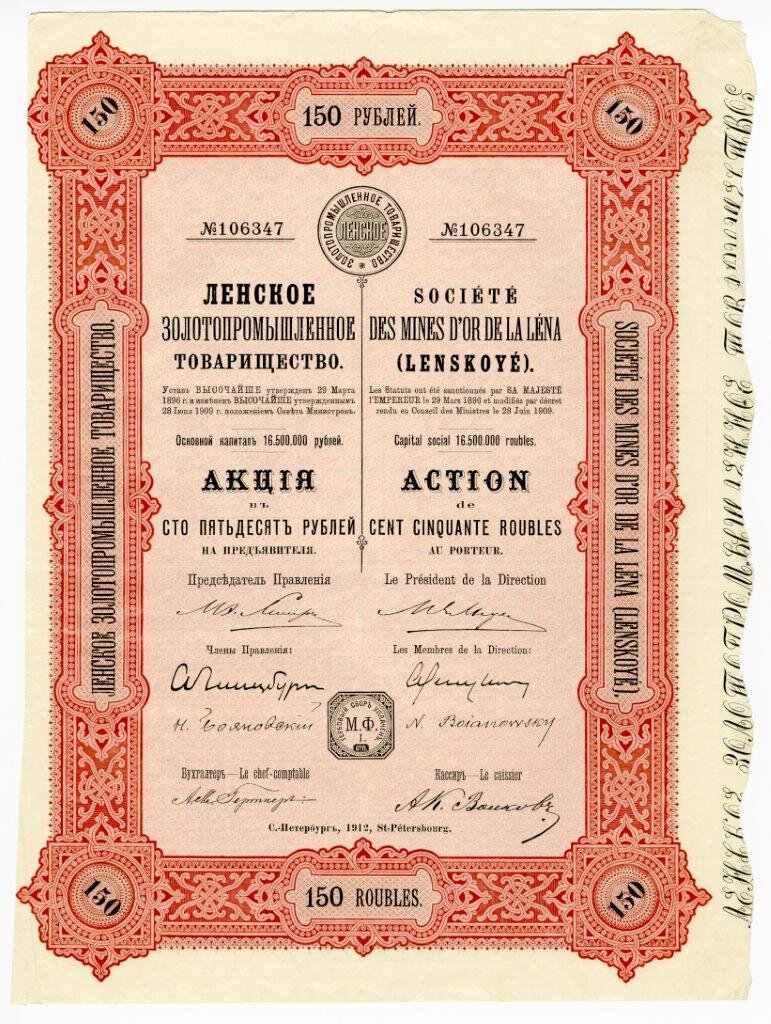 150
150 РУБЛЕЙ.
150
ЗОЛОТОПРОМЫШЛЕННОЕ ТОВАРИЩЕСТВО
ЛЕНСКОЕ
№106347
№106347
ЛЕНСКОЕ
ЗОЛОТОПРОМЫШЛЕННОЕ
ТОВАРИЩЕСТВО.
Уставъ ВЫСОЧАЙШЕ утвержденъ 29 Марта
1896 г. и измѣненъ ВЫСОЧАЙШЕ утвержденнымъ
28 Июня 1909 г. положеніемъ Совѣта Министровъ.
Основной капиталъ 16.500.000 рублей.
АКЦІЯ
въ
СТО ПЯТЬДЕСЯТЪ РУБЛЕЙ
НА ПРЕДЪЯВИТЕЛЯ.
Предсѣдатель Правленія
Члены Правленія:
Н. Бояновскій
SOCIÉTÉ
DES MINES D'OR DE LA LÉNA
(LENSKOYÉ).
Les Statuts ont été sanctionnés par SA MAJESTÉ
l'EMPEREUR le 29 Mars 1896 et modifiés par décret
rendu en Conseil des Ministres le 28 Juin 1909.
Capital social 16.500.000 roubles.
ACTION
de
CENT CINQUANTE ROUBLES
AU PORTEUR.
Le Président de la Direction
Les Membres de la Direction:
N. Boianowsky
ГЕРБОВЫЙ СБОРЪ
М.Ф.
I.
Бухгалтеръ — Le chef-comptable
Кассиръ — Le caissier
С.-Петербургъ, 1912, St-Pétersbourg.
ЛЕНСКОЕ ЗОЛОТОПРОМЫШЛЕННОЕ ТОВАРИЩЕСТВО.
SOCIÉTÉ DES MINES D'OR DE LA LÉNA (LENSKOYÉ).
150
150 ROUBLES.
150